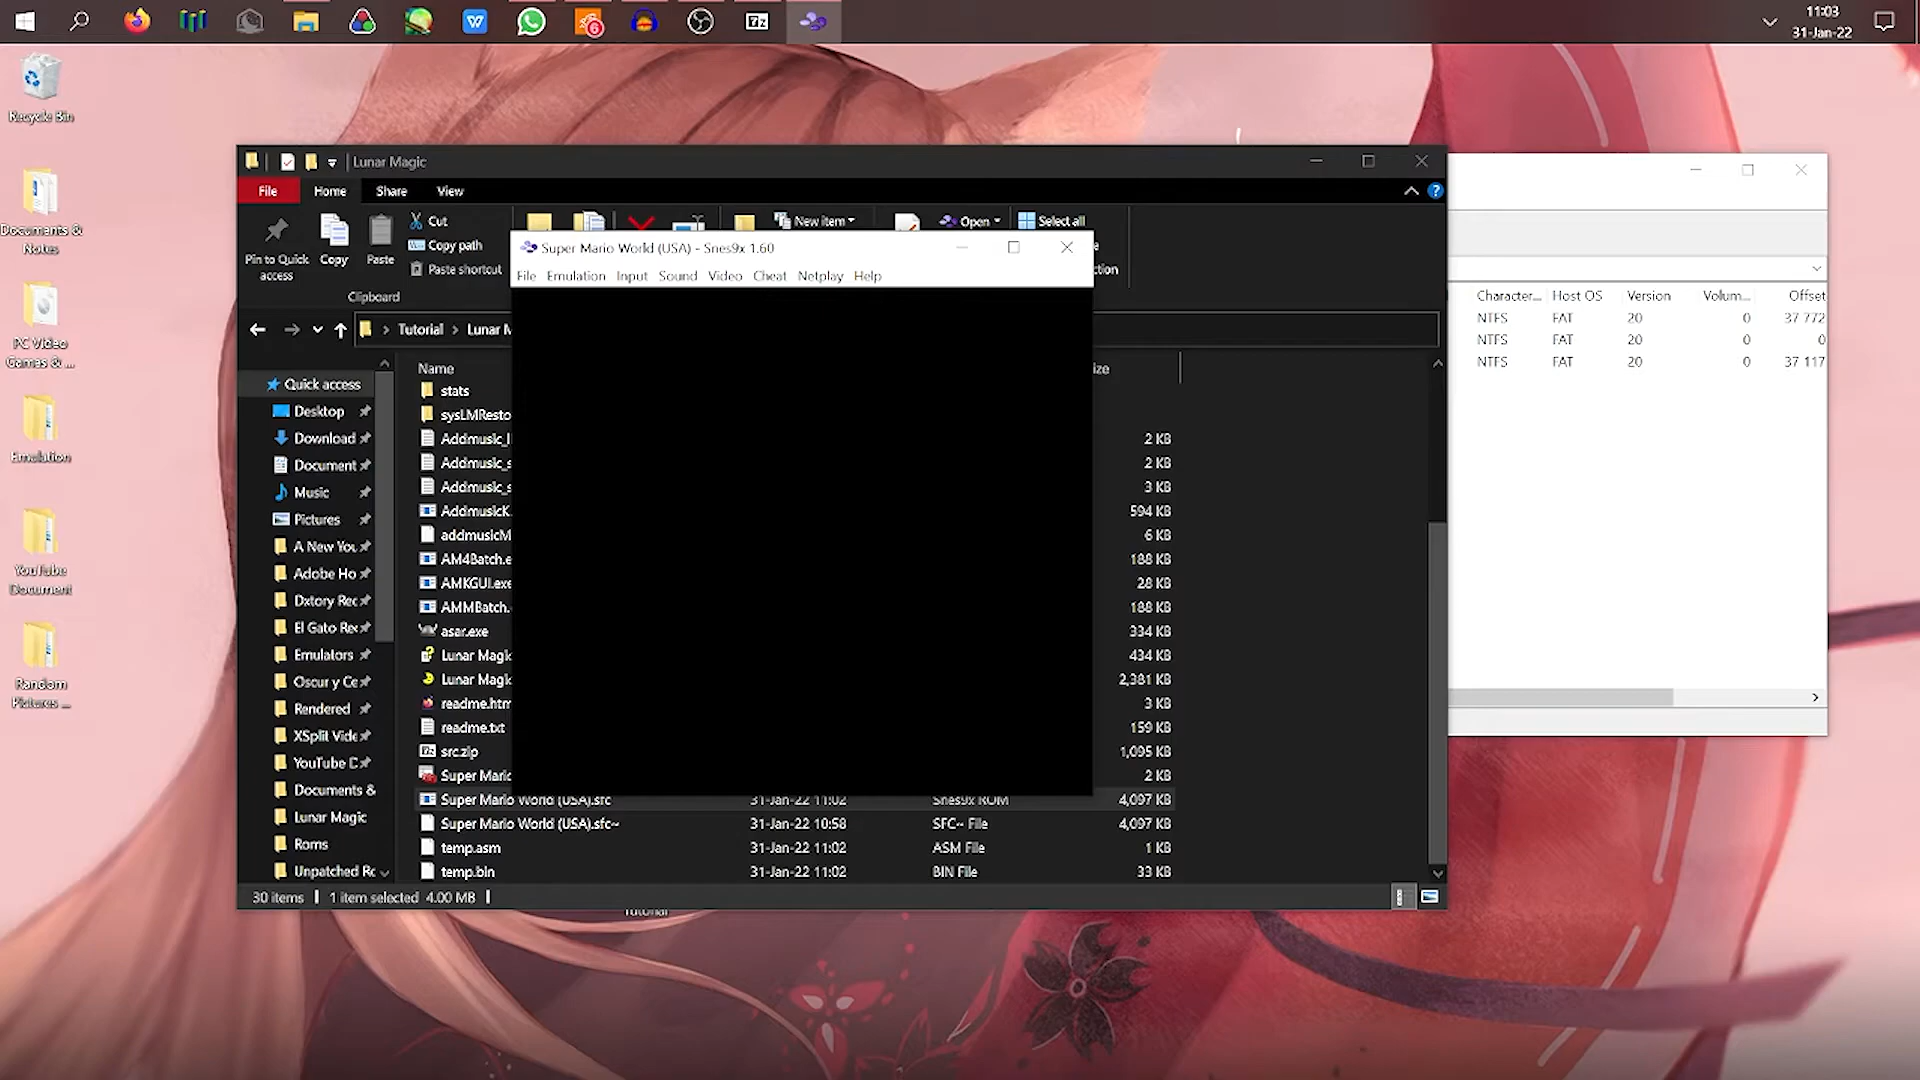 11:03
31-Jan-22
6
Recycle Bin
Documents &
Notes
PC Video
Games & ...
Emulation
YouTube
Document
Random
Pictures ...
Lunar Magic
File
Home
Share
View
Pin to Quick
access
Copy
Paste
Cut
Copy path
Paste shortcut
Clipboard
New item
Open
Select all
ction
Tutorial
Lunar M
Name
ize
Quick access
Desktop
Download
Document
Music
Pictures
A New You
Adobe Ho
Dxtory Rec
El Gato Rec
Emulators
Oscur y Ce
Rendered
XSplit Vide
YouTube D
Documents &
Lunar Magic
Roms
Unpatched Ro
stats
sysLMResto
Addmusic_l
2 KB
Addmusic_s
2 KB
Addmusic_s
3 KB
AddmusicK
594 KB
addmusicM
6 KB
AM4Batch.e
188 KB
AMKGUI.exe
28 KB
AMMBatch.
188 KB
asar.exe
334 KB
Lunar Magic
434 KB
Lunar Magic
2,381 KB
readme.htm
3 KB
readme.txt
159 KB
src.zip
1,095 KB
Super Mario
2 KB
Super Mario World (USA).sfc 31-Jan-22 11:02 Snes9x ROM 4,097 KB
Super Mario World (USA).sfc~ 31-Jan-22 10:58 SFC~ File 4,097 KB
temp.asm 31-Jan-22 11:02 ASM File 1 KB
temp.bin 31-Jan-22 11:02 BIN File 33 KB
30 items 1 item selected 4.00 MB
Tutorial
Super Mario World (USA) - Snes9x 1.60
File Emulation Input Sound Video Cheat Netplay Help
Character... Host OS Version Volum... Offset
NTFS FAT 20 0 37 772
NTFS FAT 20 0 0
NTFS FAT 20 0 37 117